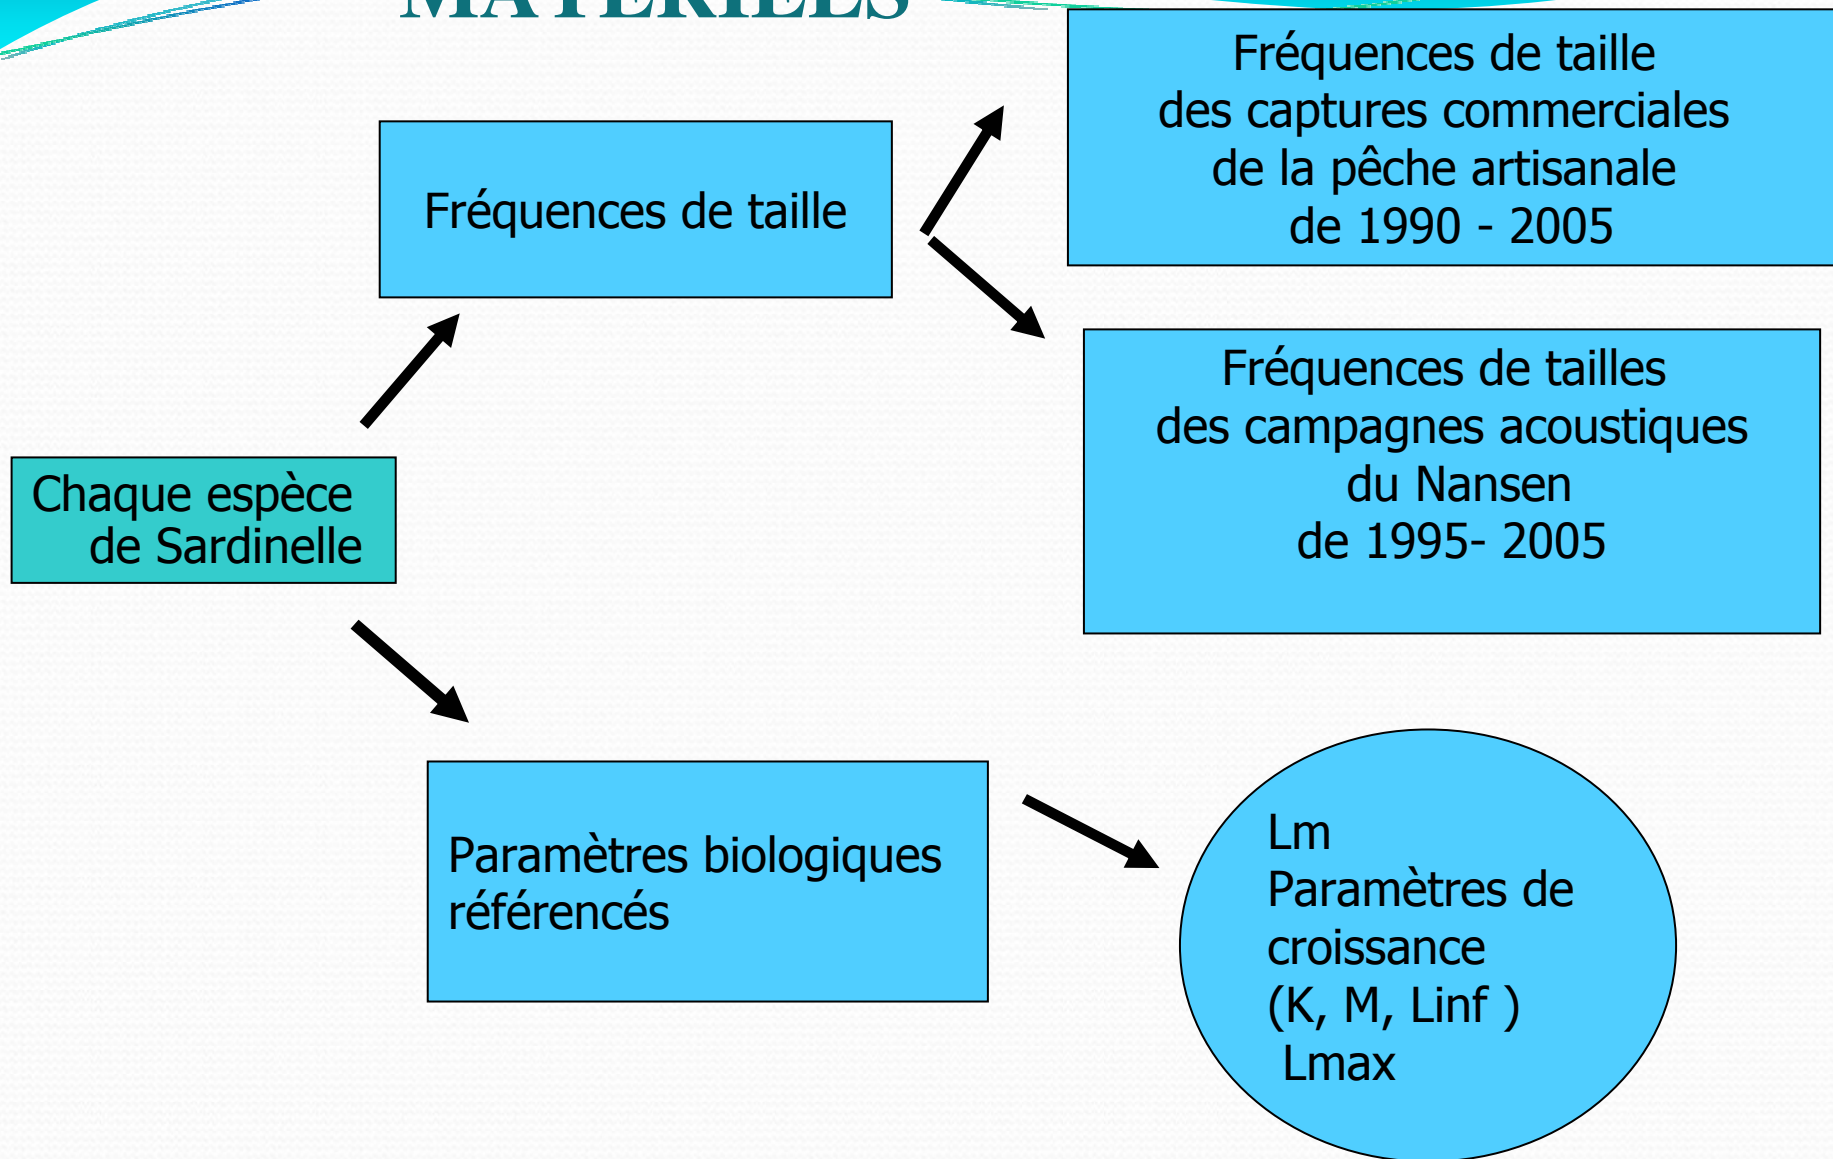 MATERIELS
Fréquences de taille
des captures commerciales
de la pêche artisanale
de 1990 - 2005
Fréquences de taille
Fréquences de tailles
des campagnes acoustiques
du Nansen
de 1995- 2005
Chaque espèce
de Sardinelle
Paramètres biologiques
référencés
Lm
Paramètres de
croissance
(K, M, Linf )
Lmax